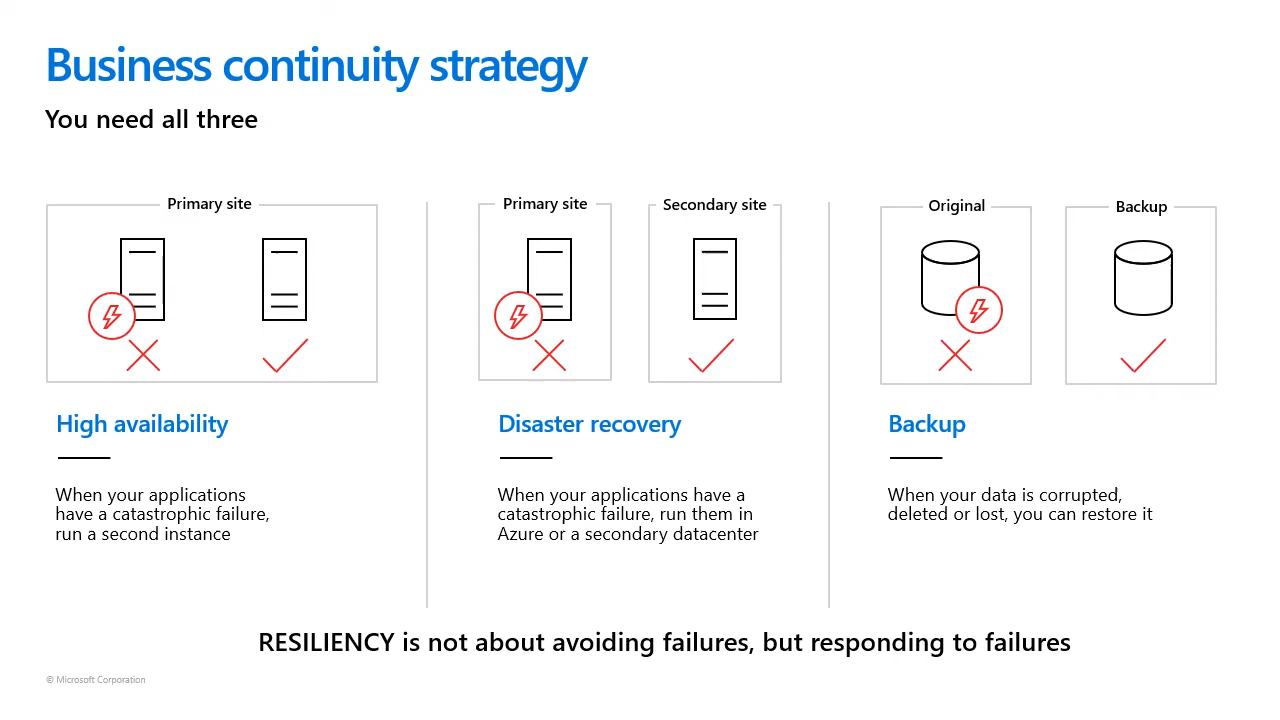 Business continuity strategy
You need all three
Primary site
High availability
When your applications
have a catastrophic failure,
run a second instance
Primary site
Secondary site
Disaster recovery
When your applications have a
catastrophic failure, run them in
Azure or a secondary datacenter
Original
Backup
Backup
When your data is corrupted,
deleted or lost, you can restore it
RESILIENCY is not about avoiding failures, but responding to failures
© Microsoft Corporation